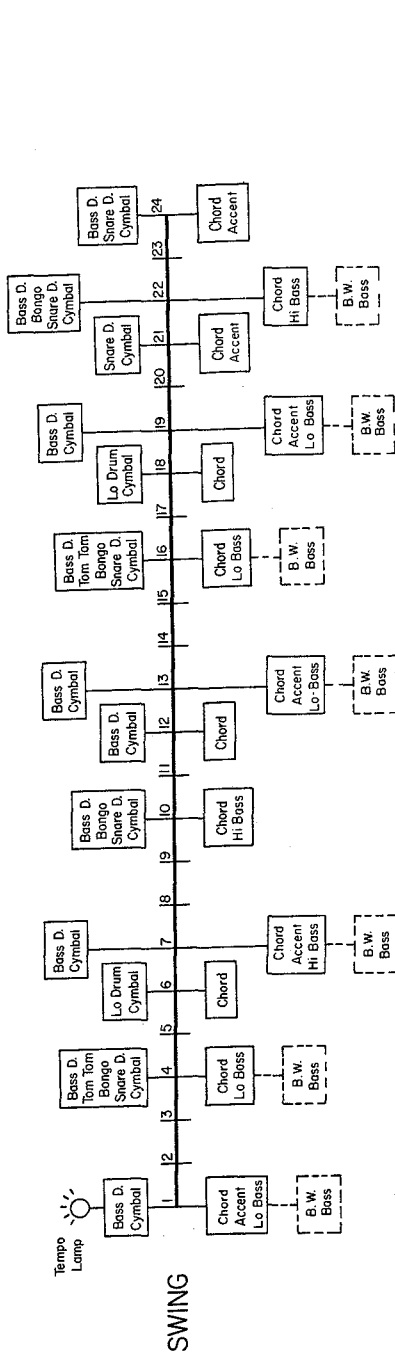 SWING
Tempo
Lamp
Bass D.
Cymbal
Bass D.
Tom Tom
Bongo
Snare D.
Cymbal
Lo Drum
Cymbal
Bass D.
Cymbal
Bass D.
Bongo
Snare D.
Cymbal
Bass D.
Cymbal
Bass D.
Cymbal
Bass D.
Tom Tom
Bongo
Snare D.
Cymbal
Lo Drum
Cymbal
Bass D.
Cymbal
Snare D.
Cymbal
Bass D.
Bongo
Snare D.
Cymbal
Bass D.
Snare D.
Cymbal
1 2 3 4 5 6 7 8 9 10 11 12 13 14 15 16 17 18 19 20 21 22 23 24
Chord
Accent
Lo Bass
B.W.
Bass
Chord
Lo Bass
B.W.
Bass
Chord
Chord
Accent
Hi Bass
B.W.
Bass
Chord
Hi Bass
Chord
Chord
Accent
Lo-Bass
B.W.
Bass
Chord
Lo Bass
B.W.
Bass
Chord
Chord
Accent
Lo Bass
B.W.
Bass
Chord
Accent
Chord
Hi Bass
B.W.
Bass
Chord
Accent